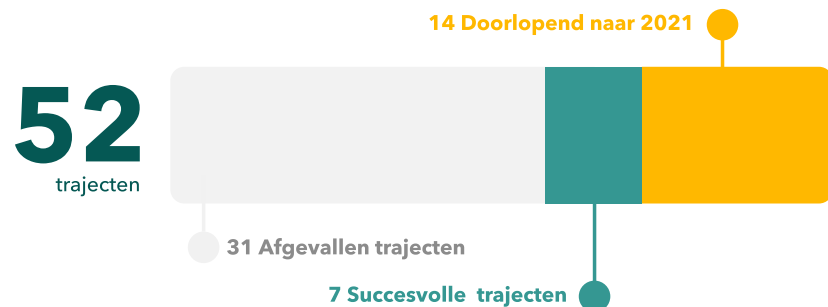 14 Doorlopend naar 2021
52
trajecten
31 Afgevallen trajecten
7 Succesvolle trajecten